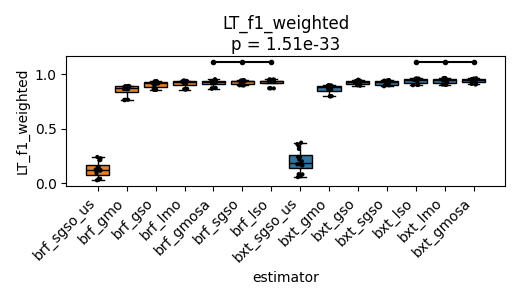 LT_f1_weighted
p = 1.51e-33
LT_f1_weighted
1.0
0.5
0.0
brf_sgso_us
brf_gmo
brf_gso
brf_lmo
brf_gmosa
brf_sgso
brf_lso
bxt_sgso_us
bxt_gmo
bxt_gso
bxt_sgso
bxt_lso
bxt_lmo
bxt_gmosa
estimator